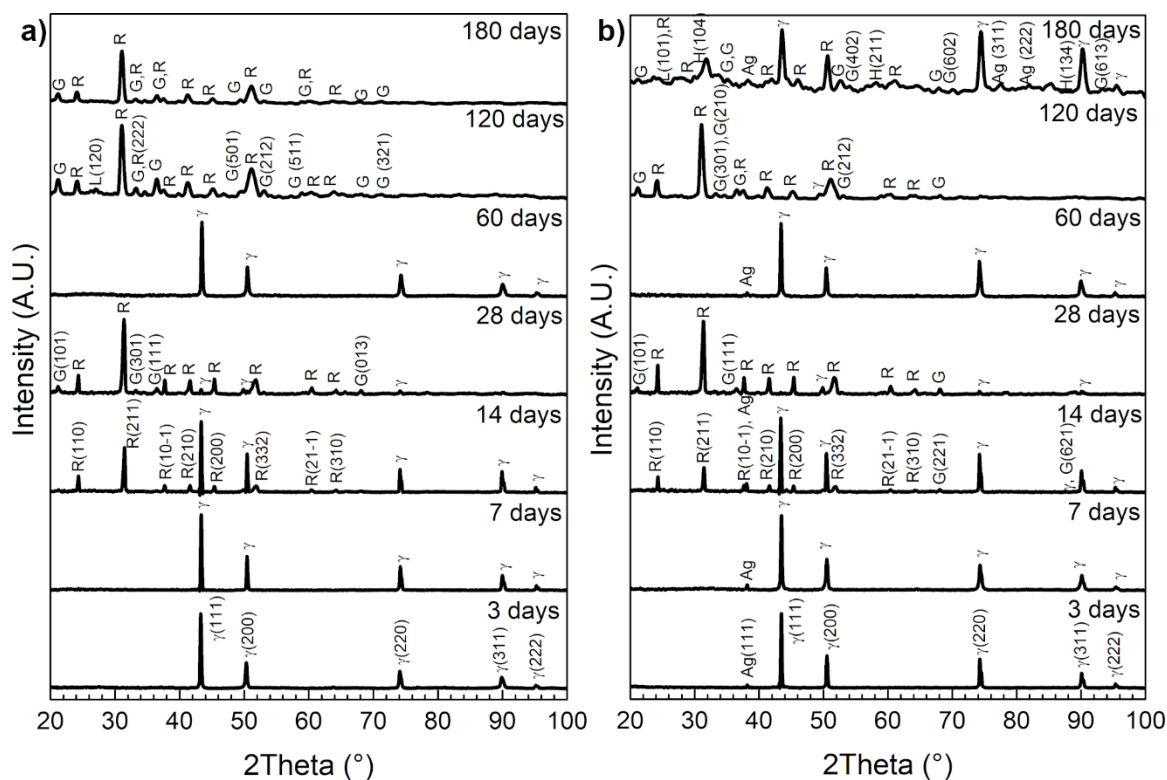 a)
180 days
G
R
R
G,R
G,R
R
R
G
R
G
G,R
R
G
G
120 days
G
R
L(120)
R
G,R(222)
G
R
R
R
G(501)
R
G(212)
G (511)
R
R
G
G (321)
60 days
γ
γ
γ
γ
γ
28 days
G(101)
R
R
G(301)
G(111)
R
R
γ
R
γ
R
R
R
G(013)
γ
14 days
R(110)
R(211)
R(10-1)
R(210)
γ
R(200)
γ
R(332)
R(21-1)
R(310)
γ
γ
γ
7 days
γ
γ
γ
γ
γ
3 days
γ(111)
γ(200)
γ(220)
γ(311)
γ(222)
20 30 40 50 60 70 80 90 100
2Theta (°)
Intensity (A.U.)
b)
180 days
G
L(101),R
R
H(104)
G,G
Ag
R
γ
R
R
G
G(402)
H(211)
R
G
G(602)
γ
Ag (311)
Ag (222)
H(134)
γ
G(613)
γ
120 days
G
R
R
G(301),G(210)
G,R
R
R
γ
R
G(212)
R
R
G
60 days
Ag
γ
γ
γ
γ
γ
28 days
G(101)
R
R
G(111)
R
R
R
γ
R
R
R
G
γ
γ
14 days
R(110)
R(211)
R(10-1), Ag
R(210)
γ
R(200)
γ
R(332)
R(21-1)
R(310)
G(221)
γ
γ, G(621)
γ
7 days
Ag
γ
γ
γ
γ
γ
3 days
Ag(111)
γ(111)
γ(200)
γ(220)
γ(311)
γ(222)
20 30 40 50 60 70 80 90 100
2Theta (°)
Intensity (A.U.)